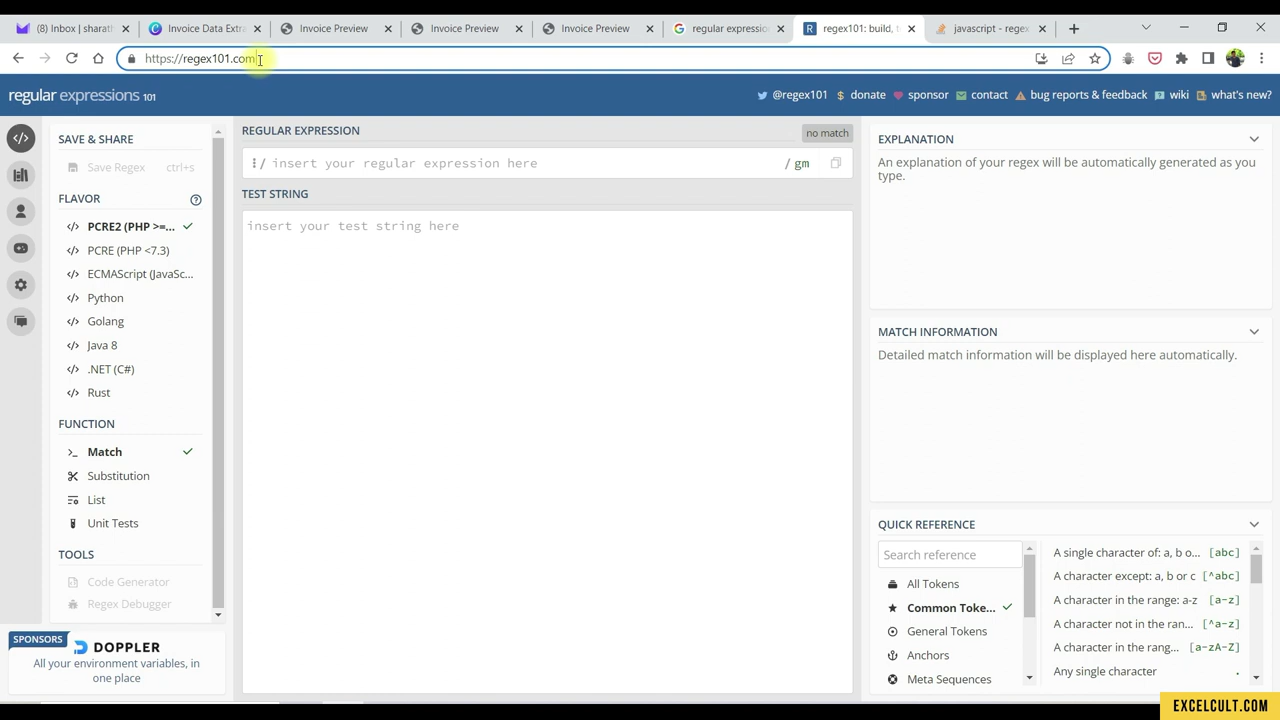 (8) Inbox | sharath
Invoice Data Extra
Invoice Preview
Invoice Preview
Invoice Preview
regular expression
regex101: build, t
javascript - regex
https://regex101.com
regular expressions 101
@regex101
$ donate
sponsor
contact
bug reports & feedback
wiki
what's new?
SAVE & SHARE
Save Regex ctrl+s
FLAVOR
PCRE2 (PHP >=...
PCRE (PHP <7.3)
ECMAScript (JavaSc...
Python
Golang
Java 8
.NET (C#)
Rust
FUNCTION
Match
Substitution
List
Unit Tests
TOOLS
Code Generator
Regex Debugger
SPONSORS
DOPPLER
All your environment variables, in
one place
REGULAR EXPRESSION
no match
/ insert your regular expression here / gm
TEST STRING
insert your test string here
EXPLANATION
An explanation of your regex will be automatically generated as you
type.
MATCH INFORMATION
Detailed match information will be displayed here automatically.
QUICK REFERENCE
Search reference
All Tokens
Common Toke...
General Tokens
Anchors
Meta Sequences
A single character of: a, b o... [abc]
A character except: a, b or c [^abc]
A character in the range: a-z [a-z]
A character not in the ran... [^a-z]
A character in the rang... [a-zA-Z]
Any single character .
EXCELCULT.COM